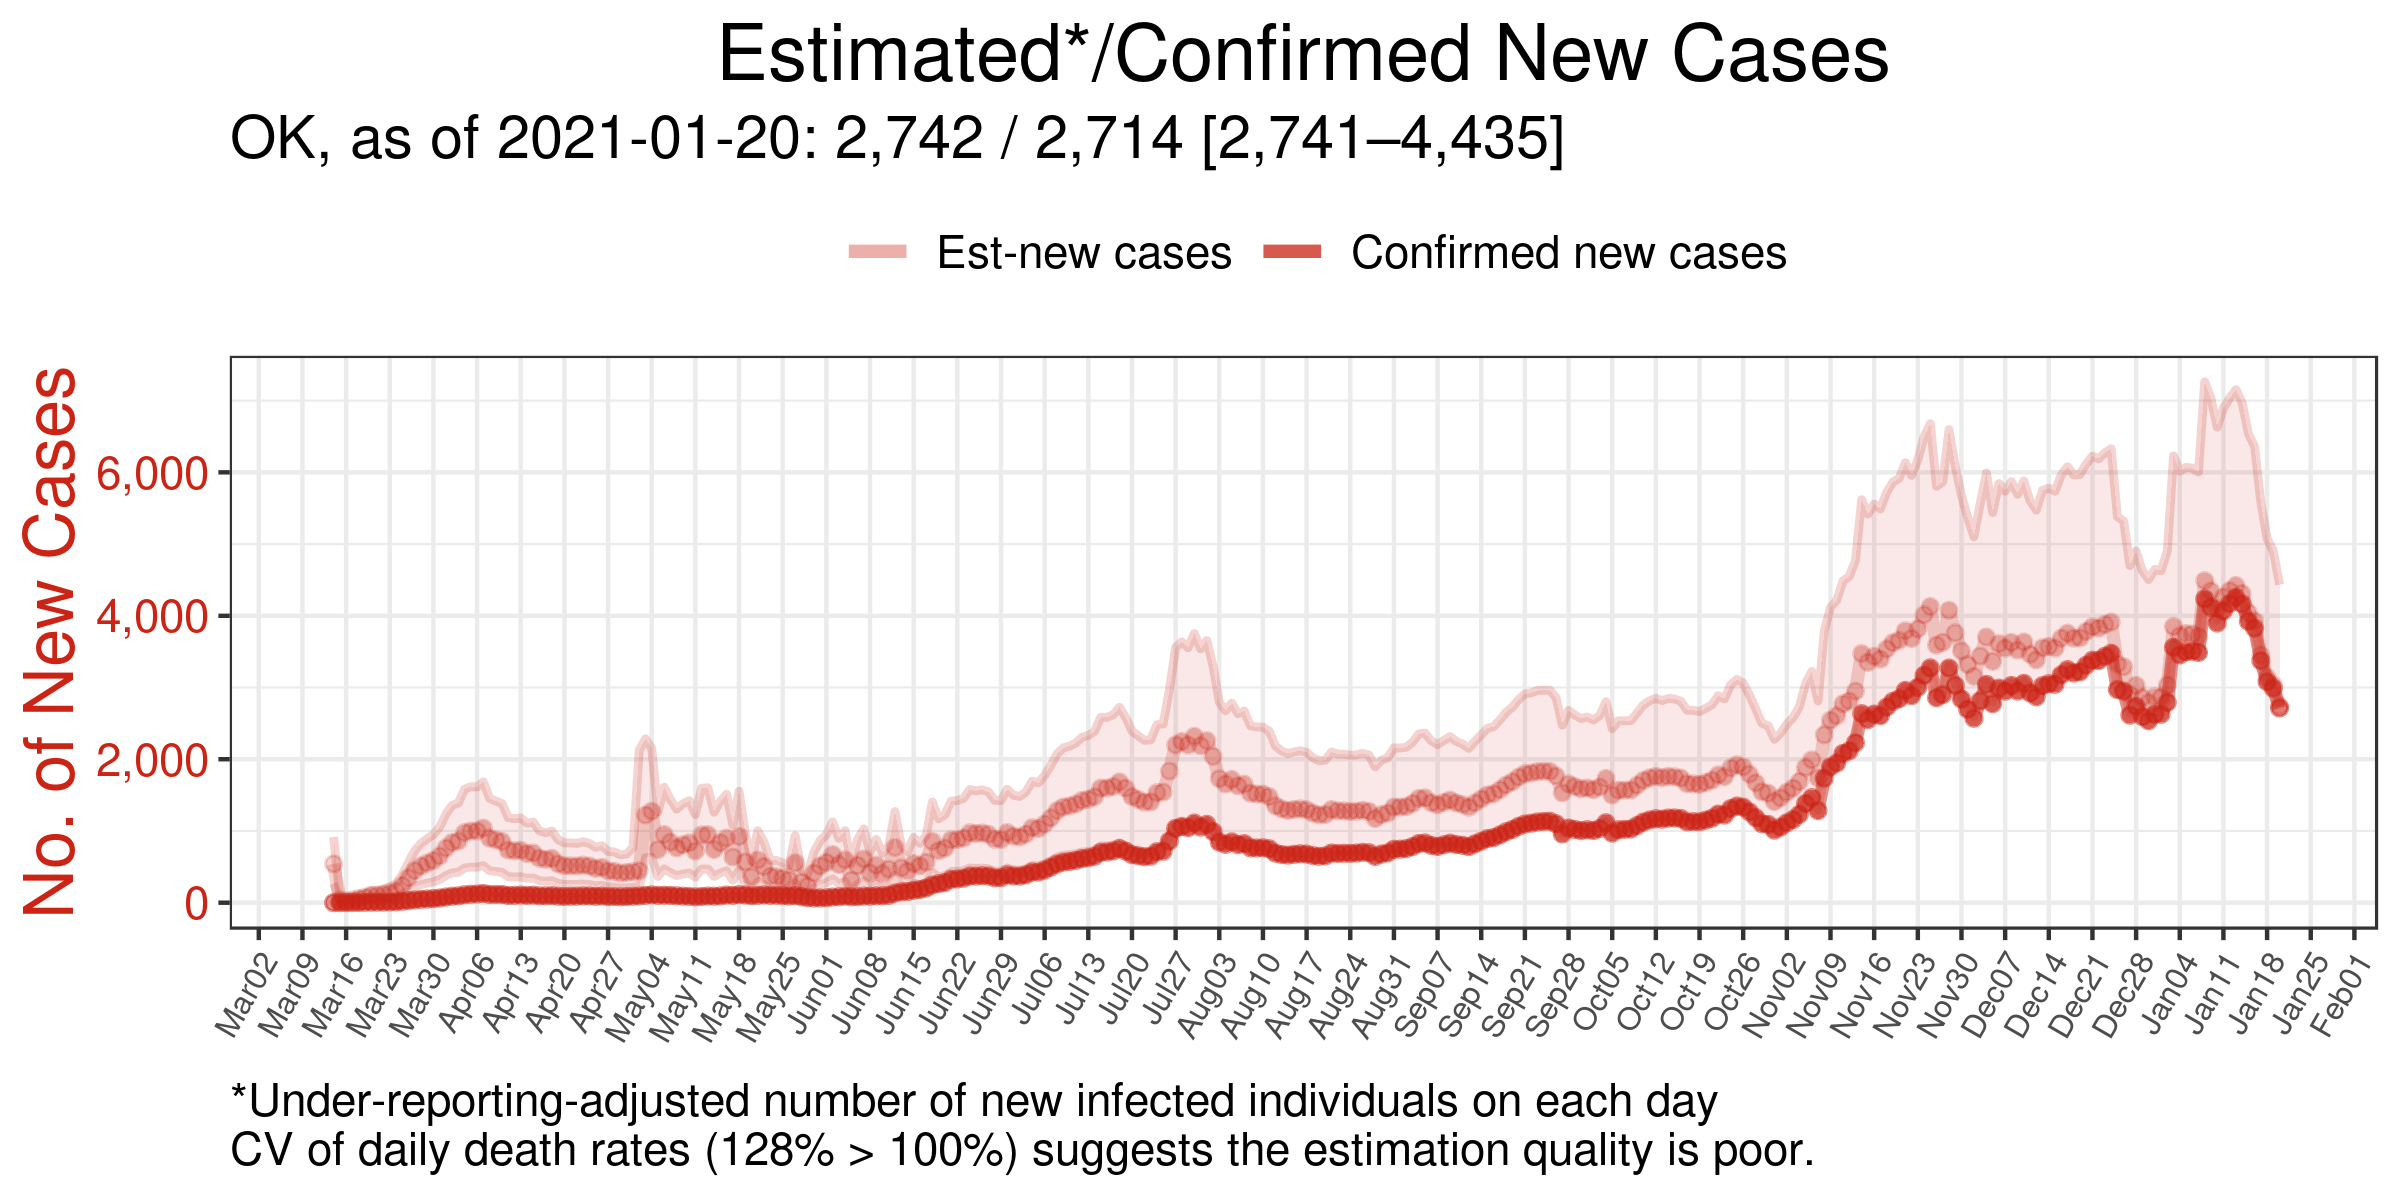 Estimated*/Confirmed New Cases
OK, as of 2021-01-20: 2,742 / 2,714 [2,741–4,435]
Est-new cases Confirmed new cases
No. of New Cases
6,000
4,000
2,000
0
Mar02 Mar09 Mar16 Mar23 Mar30 Apr06 Apr13 Apr20 Apr27 May04 May11 May18 May25 Jun01 Jun08 Jun15 Jun22 Jun29 Jul06 Jul13 Jul20 Jul27 Aug03 Aug10 Aug17 Aug24 Aug31 Sep07 Sep14 Sep21 Sep28 Oct05 Oct12 Oct19 Oct26 Nov02 Nov09 Nov16 Nov23 Nov30 Dec07 Dec14 Dec21 Dec28 Jan04 Jan11 Jan18 Jan25 Feb01
*Under-reporting-adjusted number of new infected individuals on each day
CV of daily death rates (128% > 100%) suggests the estimation quality is poor.